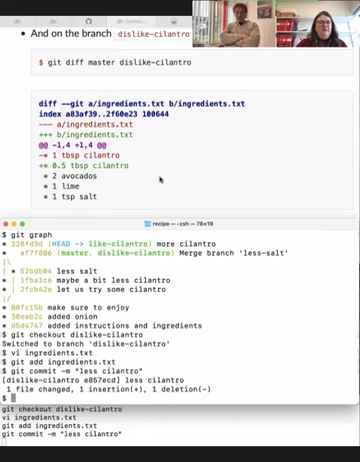 And on the branch dislike-cilantro
$ git diff master dislike-cilantro
diff --git a/ingredients.txt b/ingredients.txt
index a83af39..2f60e23 100644
--- a/ingredients.txt
+++ b/ingredients.txt
@@ -1,4 +1,4 @@
-* 1 tbsp cilantro
+* 0.5 tbsp cilantro
* 2 avocados
* 1 lime
* 1 tsp salt
recipe — -zsh — 78×19
$ git graph
* 328fd3d (HEAD -> like-cilantro) more cilantro
* af7f806 (master, dislike-cilantro) Merge branch 'less-salt'
|\
| * 52bdb04 less salt
* | 1fba1c6 maybe a bit less cilantro
* | 2fcb42e let us try some cilantro
|/
* 80fc15b make sure to enjoy
* 38eeb2c added onion
* d5d4747 added instructions and ingredients
$ git checkout dislike-cilantro
Switched to branch 'dislike-cilantro'
$ vi ingredients.txt
$ git add ingredients.txt
$ git commit -m "less cilantro"
[dislike-cilantro e857ecd] less cilantro
1 file changed, 1 insertion(+), 1 deletion(-)
$
git checkout dislike-cilantro
vi ingredients.txt
git add ingredients.txt
git commit -m "less cilantro"